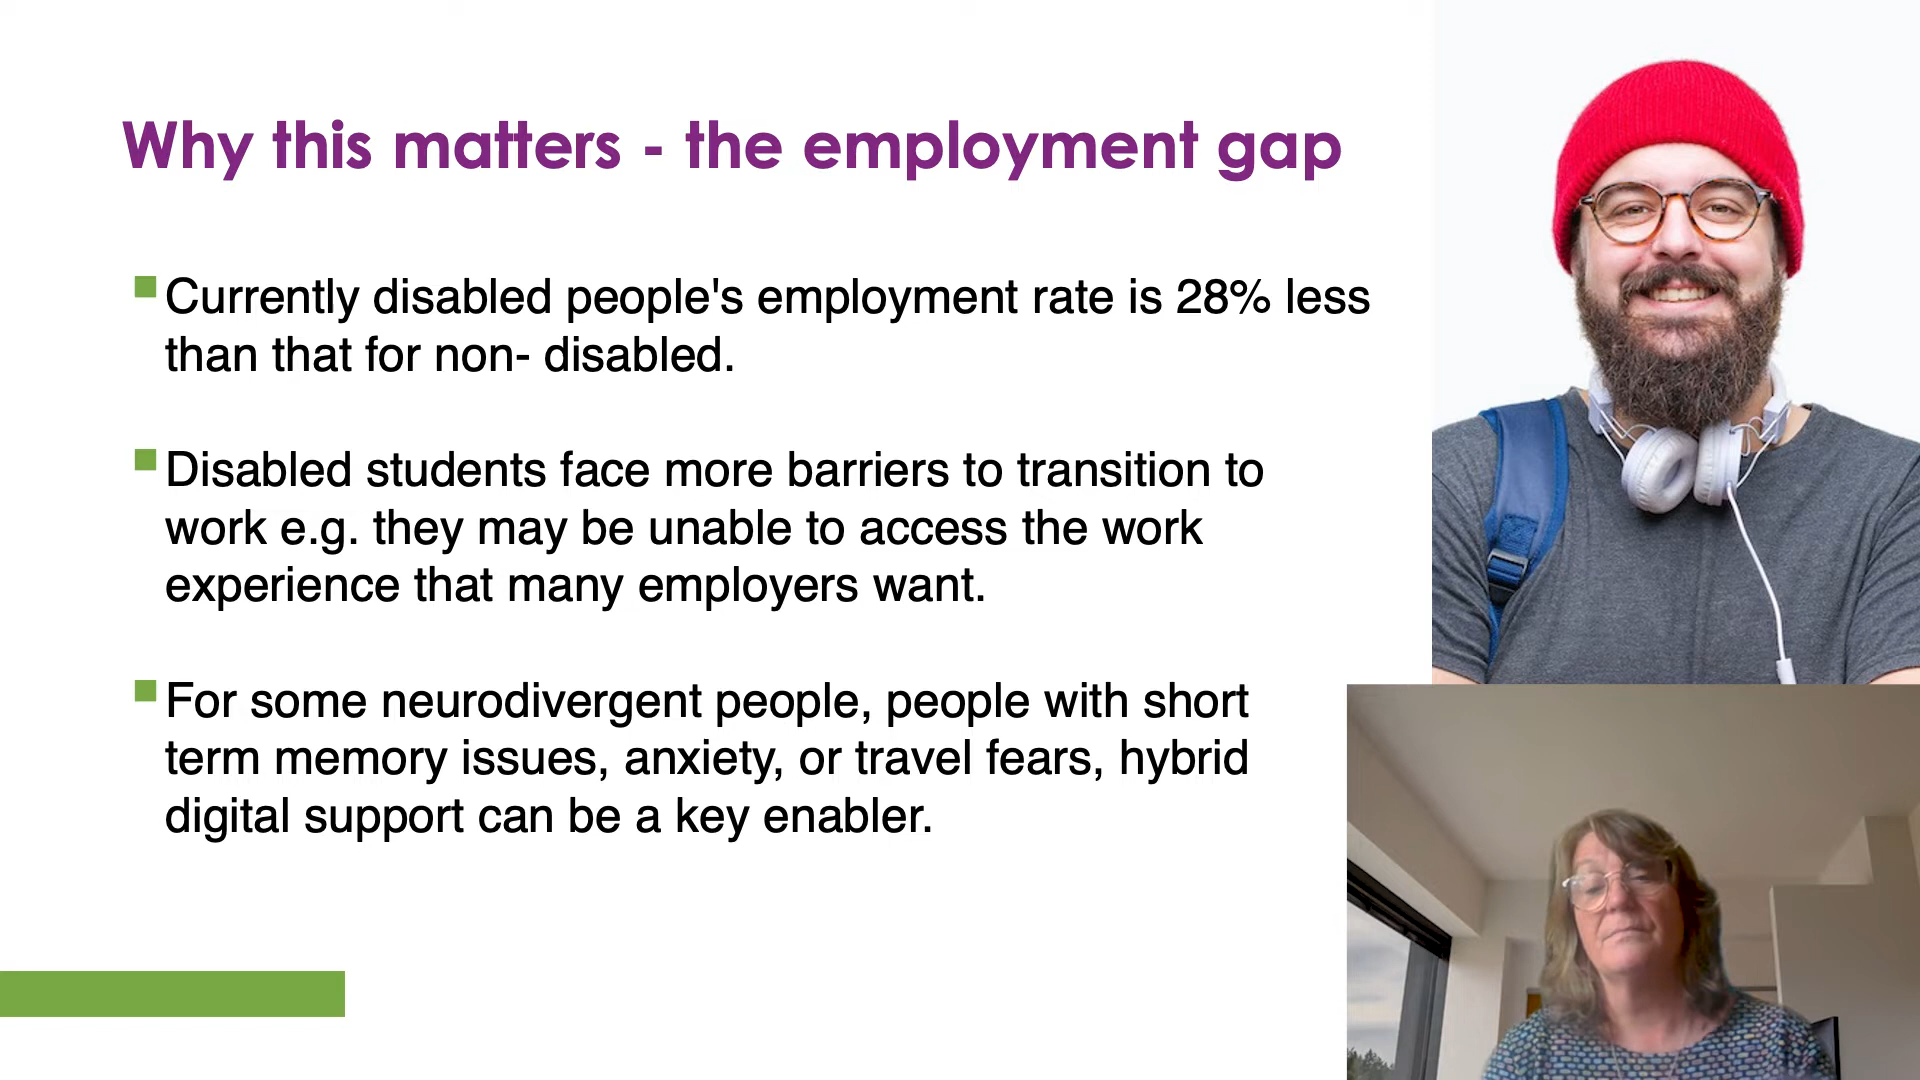 Why this matters - the employment gap
Currently disabled people's employment rate is 28% less
than that for non- disabled.
Disabled students face more barriers to transition to
work e.g. they may be unable to access the work
experience that many employers want.
For some neurodivergent people, people with short
term memory issues, anxiety, or travel fears, hybrid
digital support can be a key enabler.